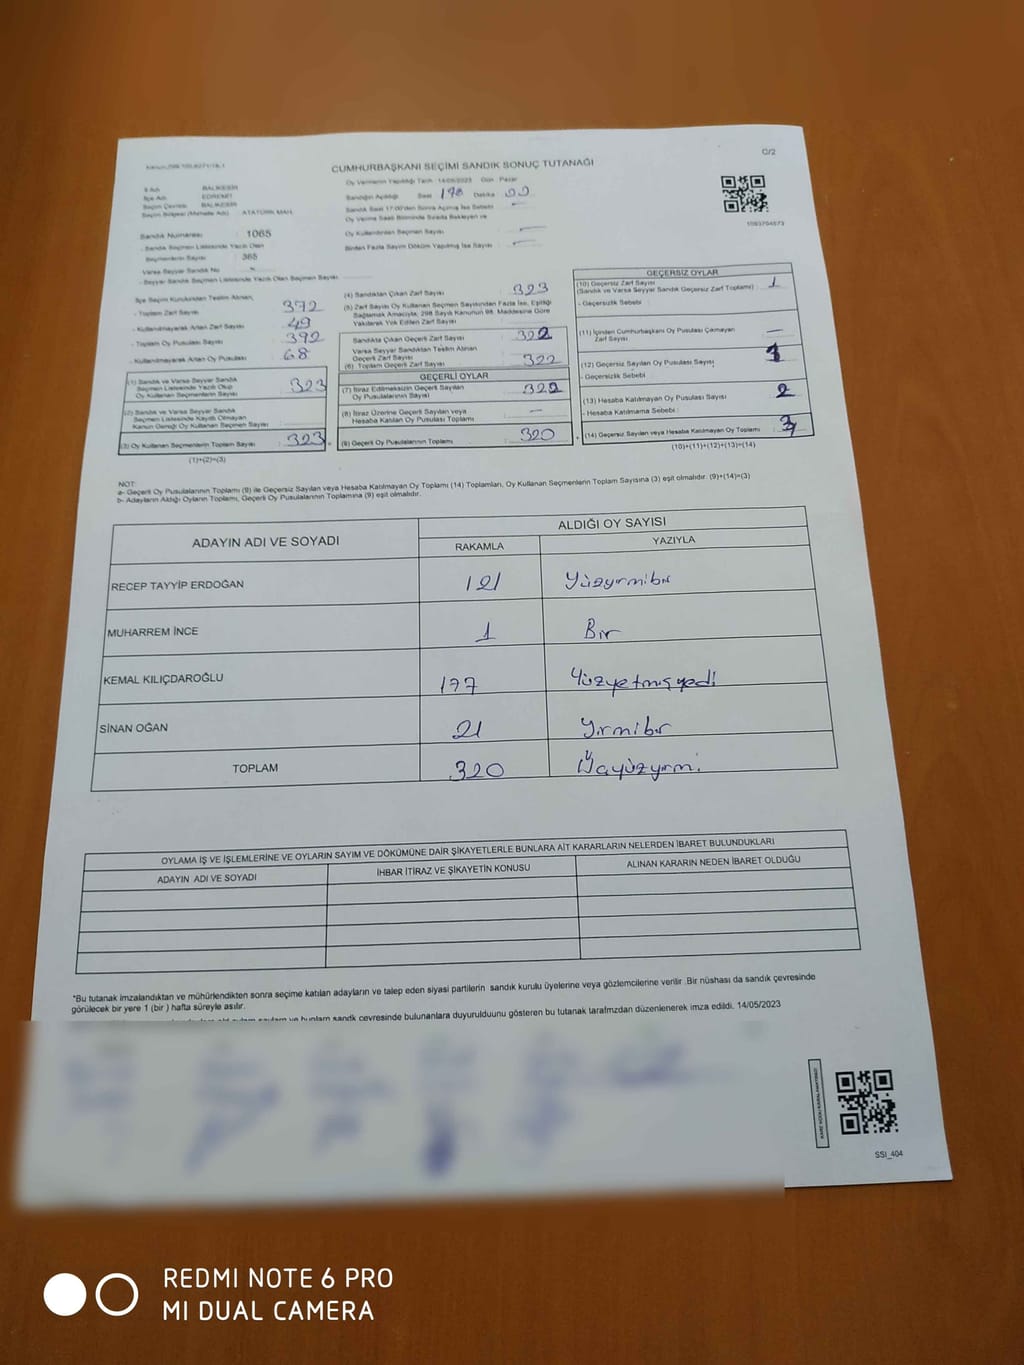 CUMHURBAŞKANI SEÇİMİ SANDIK SONUÇ TUTANAĞI
C/2
İl Adı BALIKESİR
İlçe Adı EDREMİT
Seçim Çevresi BALIKESİR
Seçim Bölgesi (Mahalle Adı) ATATÜRK MAH.
Sandık Numarası 1065
- Sandık Seçmen Listesinde Yazılı Olan
Seçmenlerin Sayısı 365
Varsa Seyyar Sandık No
- Seyyar Sandık Seçmen Listesinde Yazılı Olan Seçmen Sayısı
Oy Vermenin Yapıldığı Tarih : 14/05/2023 Gün : Pazar
Sandığın Açıldığı Saat Dakika
Sandık Saat 17:00'den Sonra Açılmış İse Sebebi
Oy Verme Saati Bitiminde Sırada Bekleyen ve
Oy Kullandırılan Seçmen Sayısı
Birden Fazla Sayım Döküm Yapılmış İse Sayısı
1093704573
İlçe Seçim Kurulundan Teslim Alınan;
- Toplam Zarf Sayısı 372
- Kullanılmayarak Artan Zarf Sayısı 49
- Toplam Oy Pusulası Sayısı 392
- Kullanılmayarak Artan Oy Pusulası 68
(1) Sandık ve Varsa Seyyar Sandık
Seçmen Listesinde Yazılı Olup
Oy Kullanan Seçmenlerin Sayısı 323
(2) Sandık ve Varsa Seyyar Sandık
Seçmen Listesinde Kayıtlı Olmayan
Kanun Gereği Oy Kullanan Seçmen Sayısı
(3) Oy Kullanan Seçmenlerin Toplam Sayısı 323
(1)+(2)=(3)
(4) Sandıktan Çıkan Zarf Sayısı 323
(5) Zarf Sayısı Oy Kullanan Seçmen Sayısından Fazla İse, Eşitliği
Sağlamak Amacıyla, 298 Sayılı Kanunun 98. Maddesine Göre
Yakılarak Yok Edilen Zarf Sayısı
Sandıkta Çıkan Geçerli Zarf Sayısı 322
Varsa Seyyar Sandıktan Teslim Alınan
Geçerli Zarf Sayısı
(6) Toplam Geçerli Zarf Sayısı 322
GEÇERLİ OYLAR
(7) İtiraz Edilmeksizin Geçerli Sayılan
Oy Pusulalarının Sayısı
(8) İtiraz Üzerine Geçerli Sayılan veya
Hesaba Katılan Oy Pusulası Toplamı —
(9) Geçerli Oy Pusulalarının Toplamı 320
GEÇERSİZ OYLAR
(10) Geçersiz Zarf Sayısı 1
(Sandık ve Varsa Seyyar Sandık Geçersiz Zarf Toplamı)
- Geçersizlik Sebebi
(11) İçinden Cumhurbaşkanı Oy Pusulası Çıkmayan
Zarf Sayısı —
(12) Geçersiz Sayılan Oy Pusulası Sayısı
- Geçersizlik Sebebi
(13) Hesaba Katılmayan Oy Pusulası Sayısı 2
- Hesaba Katılmama Sebebi
(14) Geçersiz Sayılan veya Hesaba Katılmayan Oy Toplamı 3
(10)+(11)+(12)+(13)=(14)
NOT:
a- Geçerli Oy Pusulalarının Toplamı (9) ile Geçersiz Sayılan veya Hesaba Katılmayan Oy Toplamı (14) Toplamları, Oy Kullanan Seçmenlerin Toplam Sayısına (3) eşit olmalıdır. (9)+(14)=(3)
b- Adayların Aldığı Oyların Toplamı, Geçerli Oy Pusulalarının Toplamına (9) eşit olmalıdır.
ADAYIN ADI VE SOYADI ALDIĞI OY SAYISI
RAKAMLA YAZIYLA
RECEP TAYYİP ERDOĞAN 121 Yüzyirmibir
MUHARREM İNCE 1 Bir
KEMAL KILIÇDAROĞLU 177 Yüzyetmişyedi
SİNAN OĞAN 21 Yirmibir
TOPLAM 320
OYLAMA İŞ VE İŞLEMLERİNE VE OYLARIN SAYIM VE DÖKÜMÜNE DAİR ŞİKAYETLERLE BUNLARA AİT KARARLARIN NELERDEN İBARET BULUNDUKLARI
ADAYIN ADI VE SOYADI İHBAR İTİRAZ VE ŞİKAYETİN KONUSU ALINAN KARARIN NEDEN İBARET OLDUĞU
*Bu tutanak imzalandıktan ve mühürlendikten sonra seçime katılan adayların ve talep eden siyasi partilerin sandık kurulu üyelerine veya gözlemcilerine verilir. Bir nüshası da sandık çevresinde
görülecek bir yere 1 (bir) hafta süreyle asılır.
ve bunların sandık çevresinde bulunanlara duyurulduunu gösteren bu tutanak tarafmzdan düzenlenerek imza edildi. 14/05/2023
SSI_404
REDMI NOTE 6 PRO
MI DUAL CAMERA